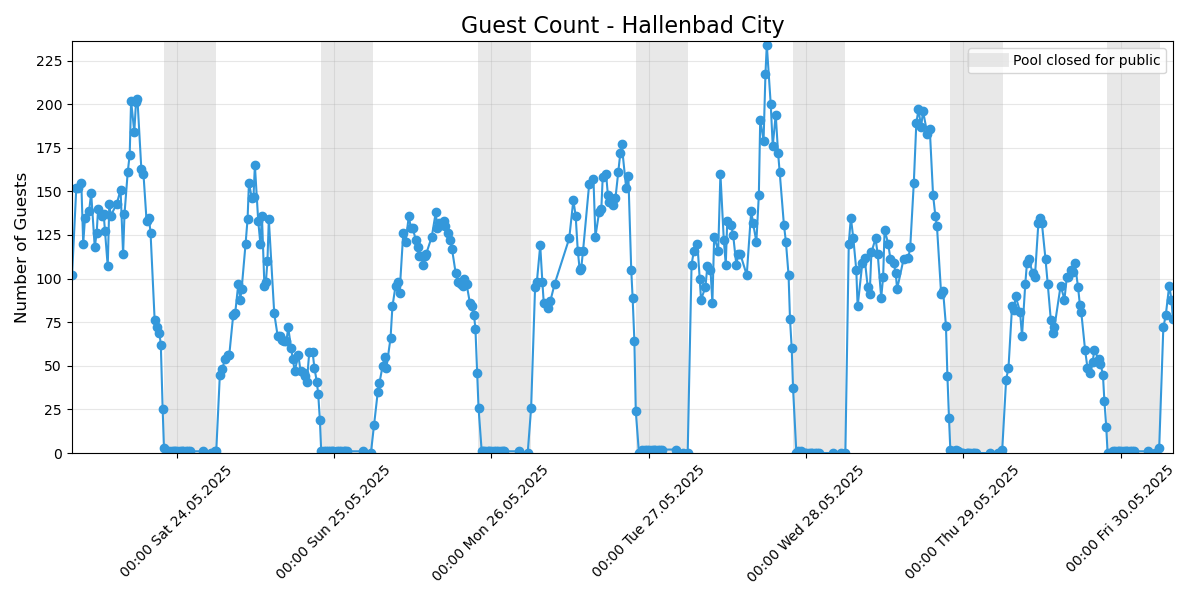 Guest Count - Hallenbad City
Pool closed for public
Number of Guests
225
200
175
150
125
100
75
50
25
0
00:00 Sat 24.05.2025
00:00 Sun 25.05.2025
00:00 Mon 26.05.2025
00:00 Tue 27.05.2025
00:00 Wed 28.05.2025
00:00 Thu 29.05.2025
00:00 Fri 30.05.2025